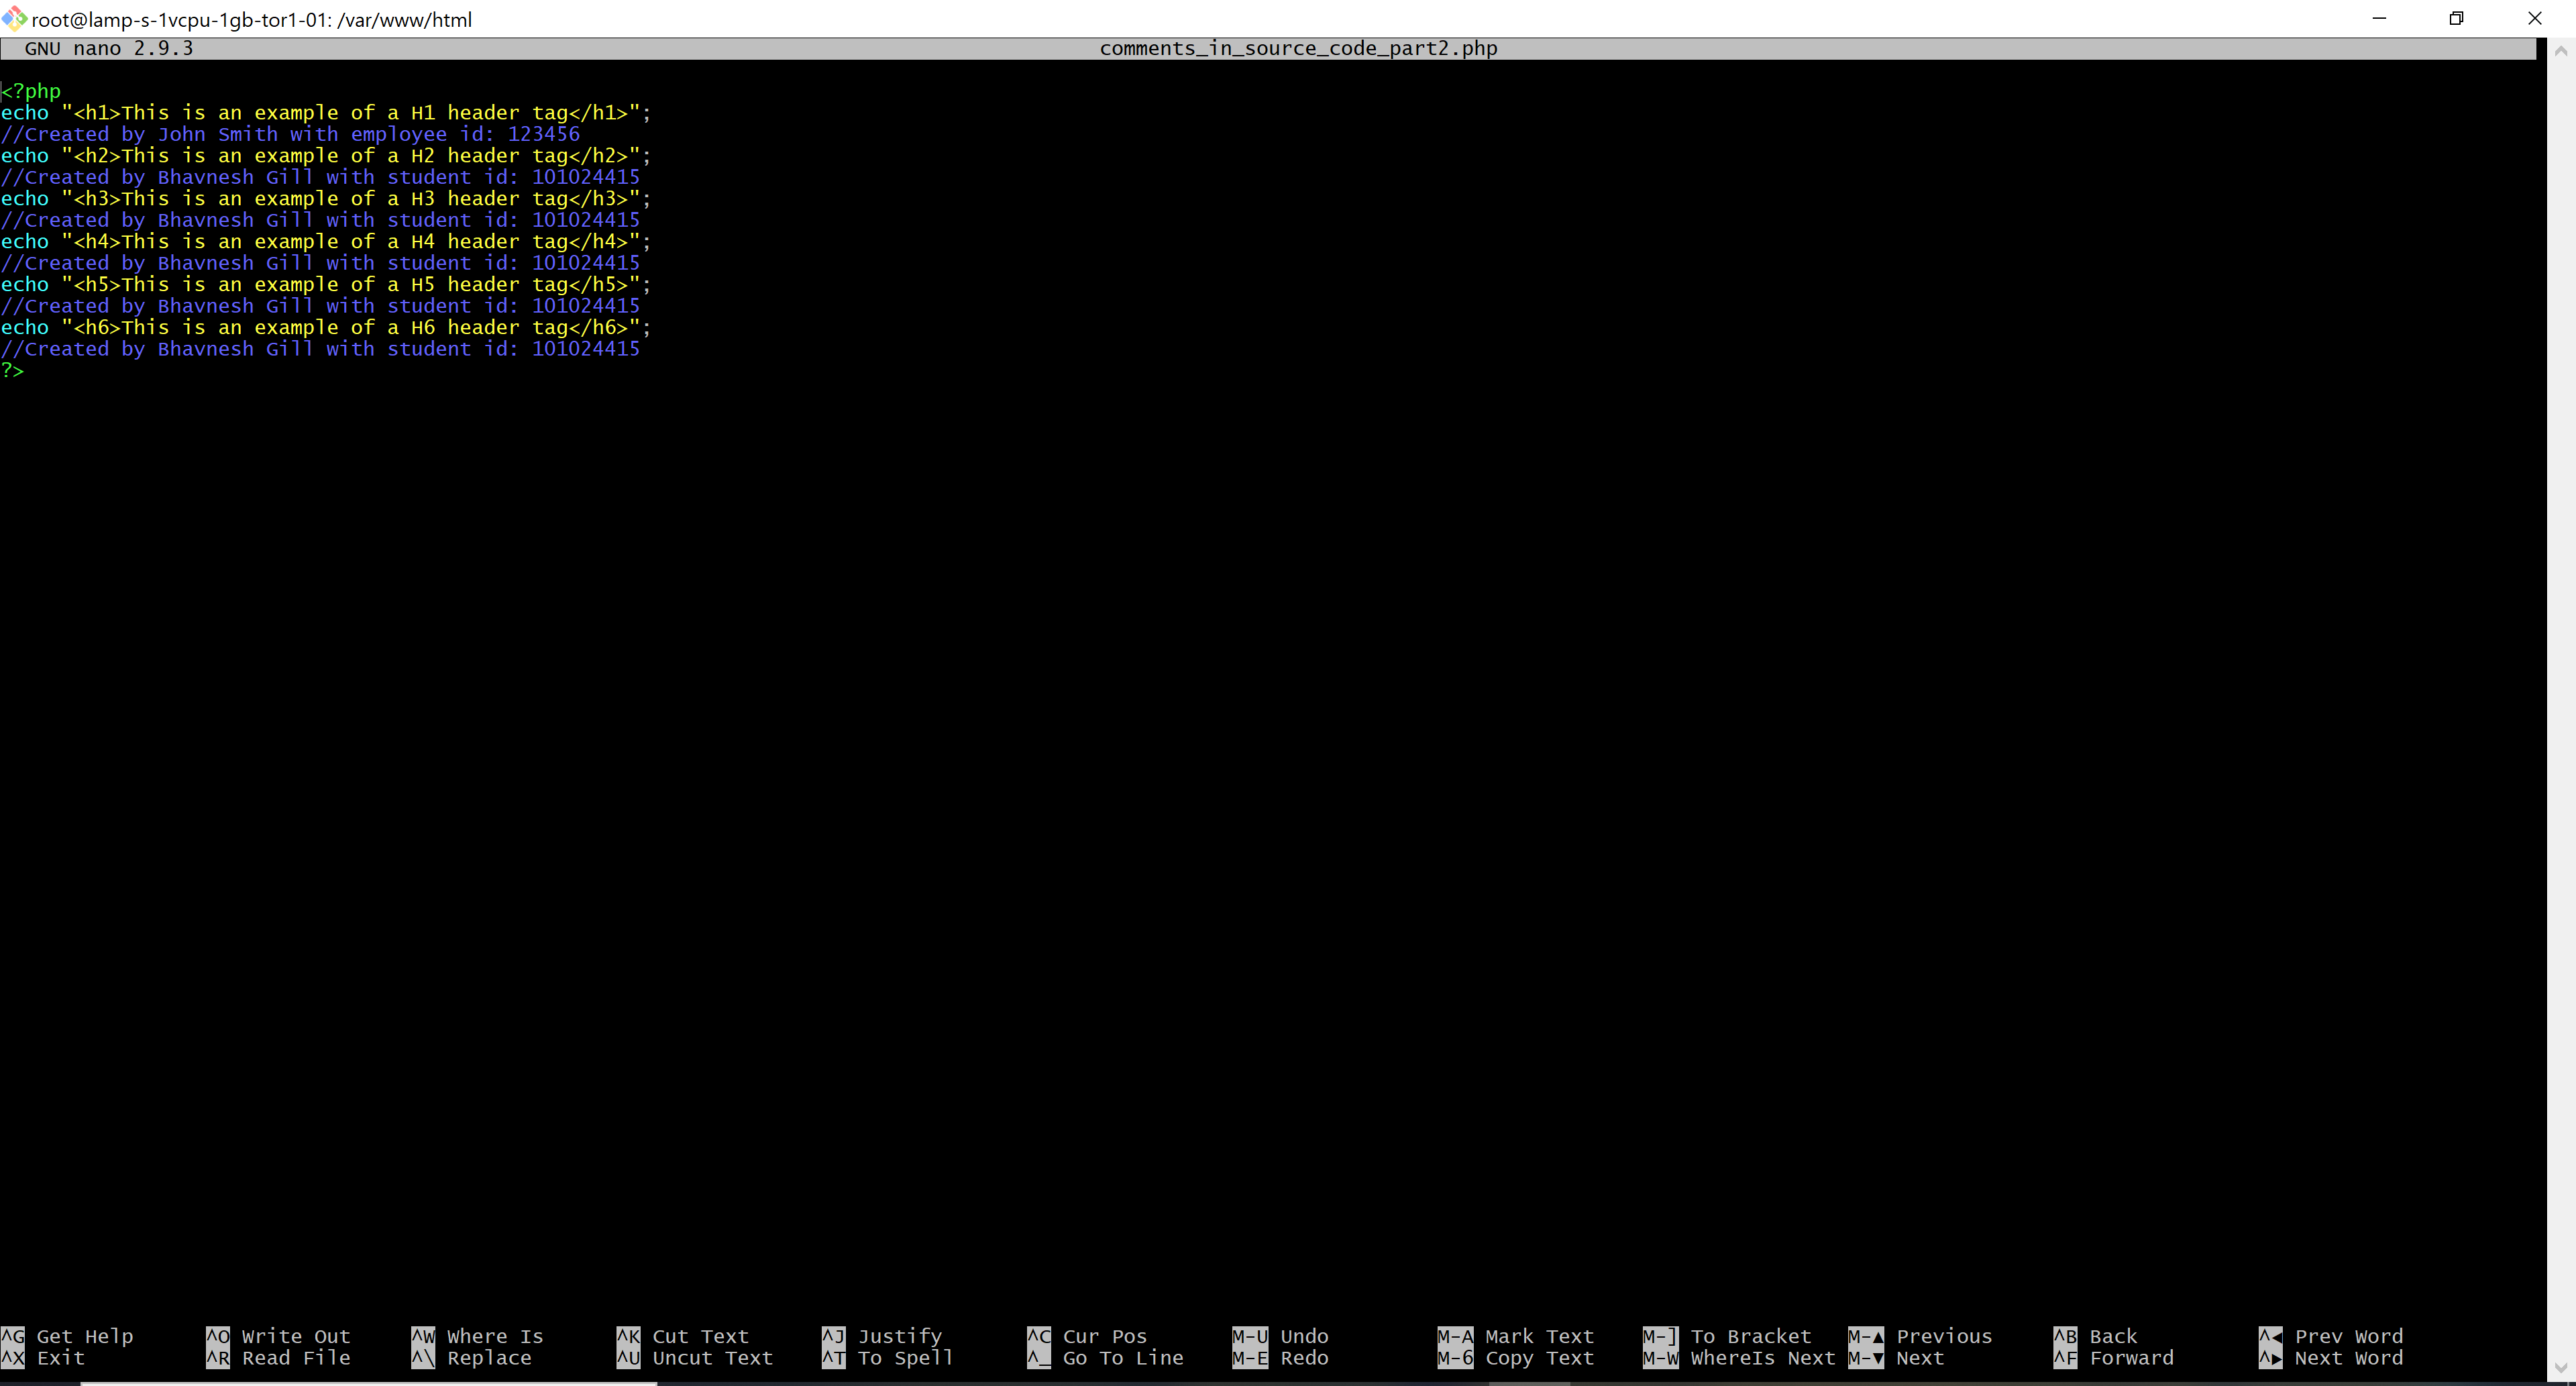 root@lamp-s-1vcpu-1gb-tor1-01: /var/www/html
GNU nano 2.9.3 comments_in_source_code_part2.php
<?php
echo "<h1>This is an example of a H1 header tag</h1>";
//Created by John Smith with employee id: 123456
echo "<h2>This is an example of a H2 header tag</h2>";
//Created by Bhavnesh Gill with student id: 101024415
echo "<h3>This is an example of a H3 header tag</h3>";
//Created by Bhavnesh Gill with student id: 101024415
echo "<h4>This is an example of a H4 header tag</h4>";
//Created by Bhavnesh Gill with student id: 101024415
echo "<h5>This is an example of a H5 header tag</h5>";
//Created by Bhavnesh Gill with student id: 101024415
echo "<h6>This is an example of a H6 header tag</h6>";
//Created by Bhavnesh Gill with student id: 101024415
?>
^G Get Help ^O Write Out ^W Where Is ^K Cut Text ^J Justify ^C Cur Pos M-U Undo M-A Mark Text M-] To Bracket M-▲ Previous ^B Back ^◀ Prev Word
^X Exit ^R Read File ^\ Replace ^U Uncut Text ^T To Spell ^_ Go To Line M-E Redo M-6 Copy Text M-W WhereIs Next M-▼ Next ^F Forward ^▶ Next Word